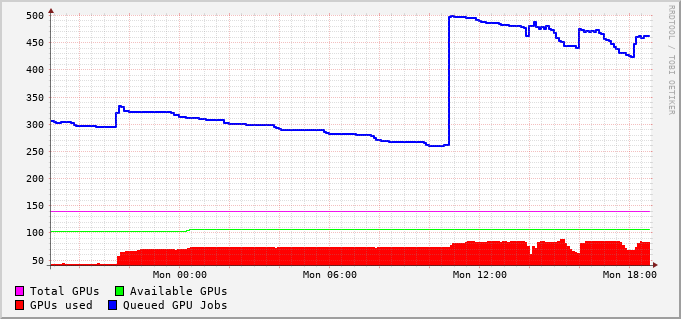 500
450
400
350
300
250
200
150
100
50
Mon 00:00 Mon 06:00 Mon 12:00 Mon 18:00
Total GPUs Available GPUs
GPUs used Queued GPU Jobs
RRDTOOL / TOBI OETIKER